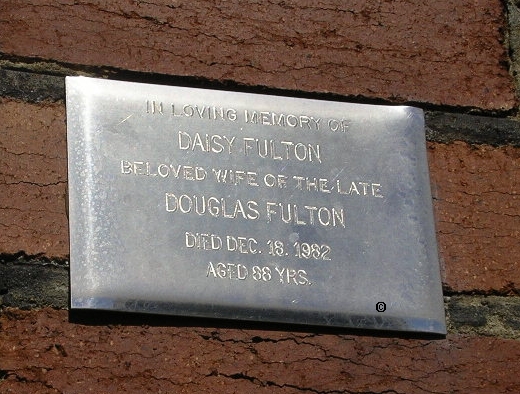 IN LOVING MEMORY OF
DAISY FULTON
BELOVED WIFE OF THE LATE
DOUGLAS FULTON
DIED DEC. 18. 1982
AGED 88 YRS.
©